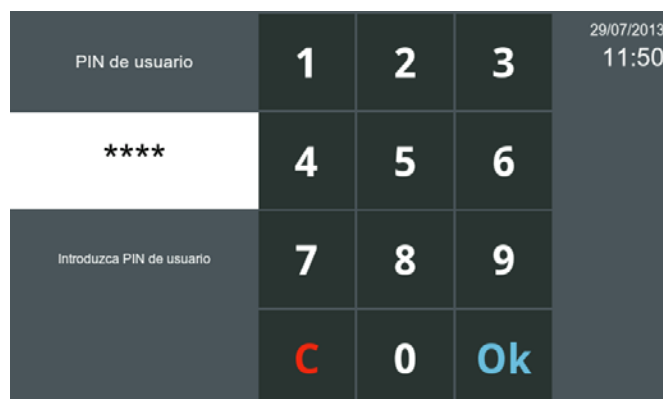 PIN de usuario
****
Introduzca PIN de usuario
1 2 3
4 5 6
7 8 9
C 0 Ok
29/07/2013
11:50